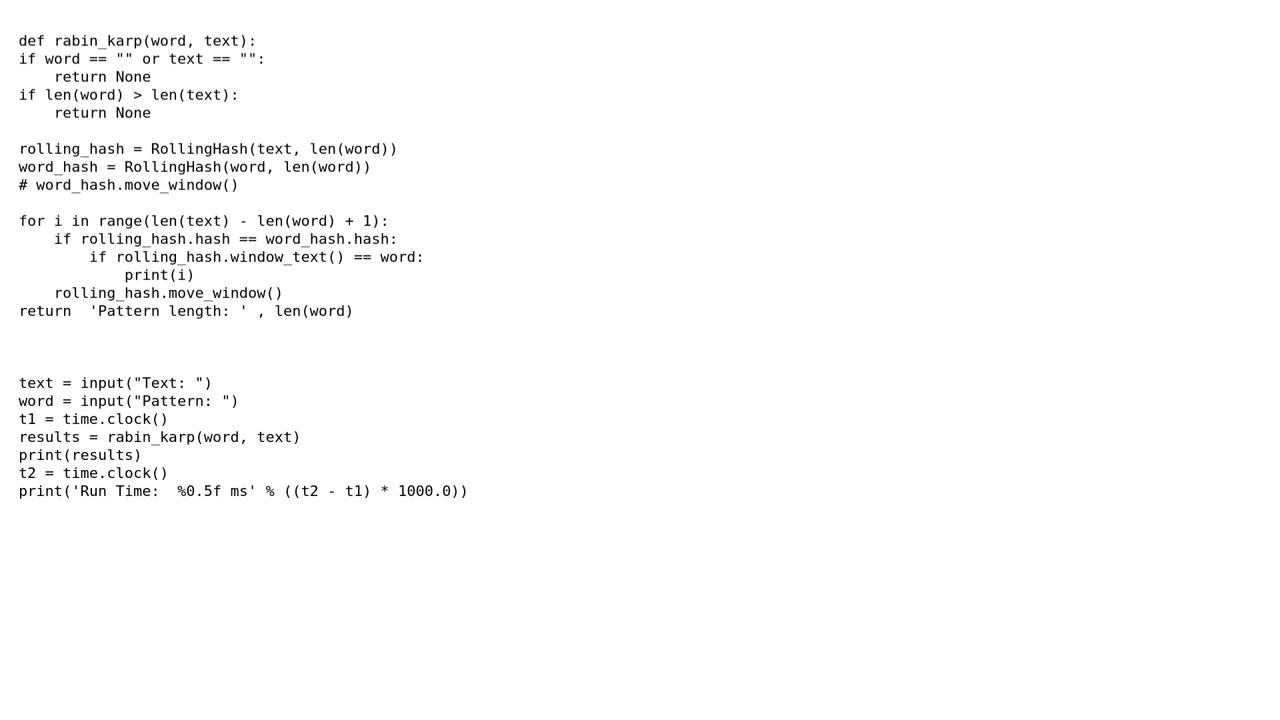 def rabin_karp(word, text):
if word == "" or text == "":
    return None
if len(word) > len(text):
    return None

rolling_hash = RollingHash(text, len(word))
word_hash = RollingHash(word, len(word))
# word_hash.move_window()

for i in range(len(text) - len(word) + 1):
    if rolling_hash.hash == word_hash.hash:
        if rolling_hash.window_text() == word:
            print(i)
    rolling_hash.move_window()
return  'Pattern length: ' , len(word)



text = input("Text: ")
word = input("Pattern: ")
t1 = time.clock()
results = rabin_karp(word, text)
print(results)
t2 = time.clock()
print('Run Time:  %0.5f ms' % ((t2 - t1) * 1000.0))